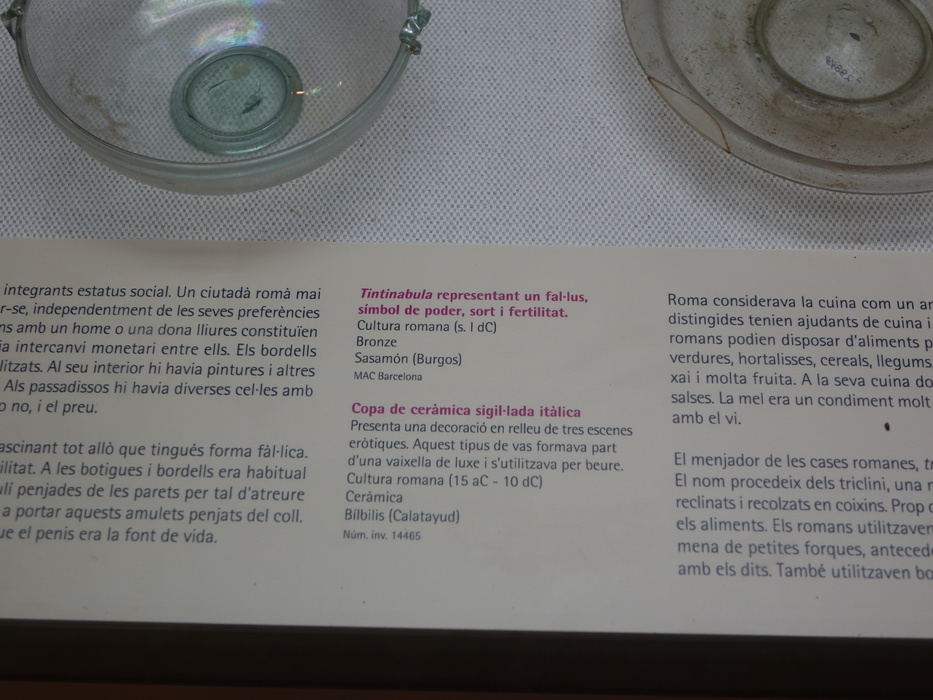 integrants estatus social. Un ciutadà romà mai
r-se, independentment de les seves preferències
ns amb un home o una dona lliures constituïen
ia intercanvi monetari entre ells. Els bordells
litzats. Al seu interior hi havia pintures i altres
Als passadissos hi havia diverses cel·les amb
o no, i el preu.
ascinant tot allò que tingués forma fàl·lica.
ilitat. A les botigues i bordells era habitual
uli penjades de les parets per tal d'atreure
a portar aquests amulets penjats del coll.
ue el penis era la font de vida.
Tintinabula representant un fal·lus,
símbol de poder, sort i fertilitat.
Cultura romana (s. I dC)
Bronze
Sasamón (Burgos)
MAC Barcelona
Copa de ceràmica sigil·lada itàlica
Presenta una decoració en relleu de tres escenes
eròtiques. Aquest tipus de vas formava part
d'una vaixella de luxe i s'utilitzava per beure.
Cultura romana (15 aC - 10 dC)
Ceràmica
Bílbilis (Calatayud)
Núm. inv. 14465
Roma considerava la cuina com un ar
distingides tenien ajudants de cuina i
romans podien disposar d'aliments p
verdures, hortalisses, cereals, llegums
xai i molta fruita. A la seva cuina do
salses. La mel era un condiment molt
amb el vi.
El menjador de les cases romanes, tr
El nom procedeix dels triclini, una
reclinats i recolzats en coixins. Prop
els aliments. Els romans utilitzaven
mena de petites forques, anteced
amb els dits. També utilitzaven bo